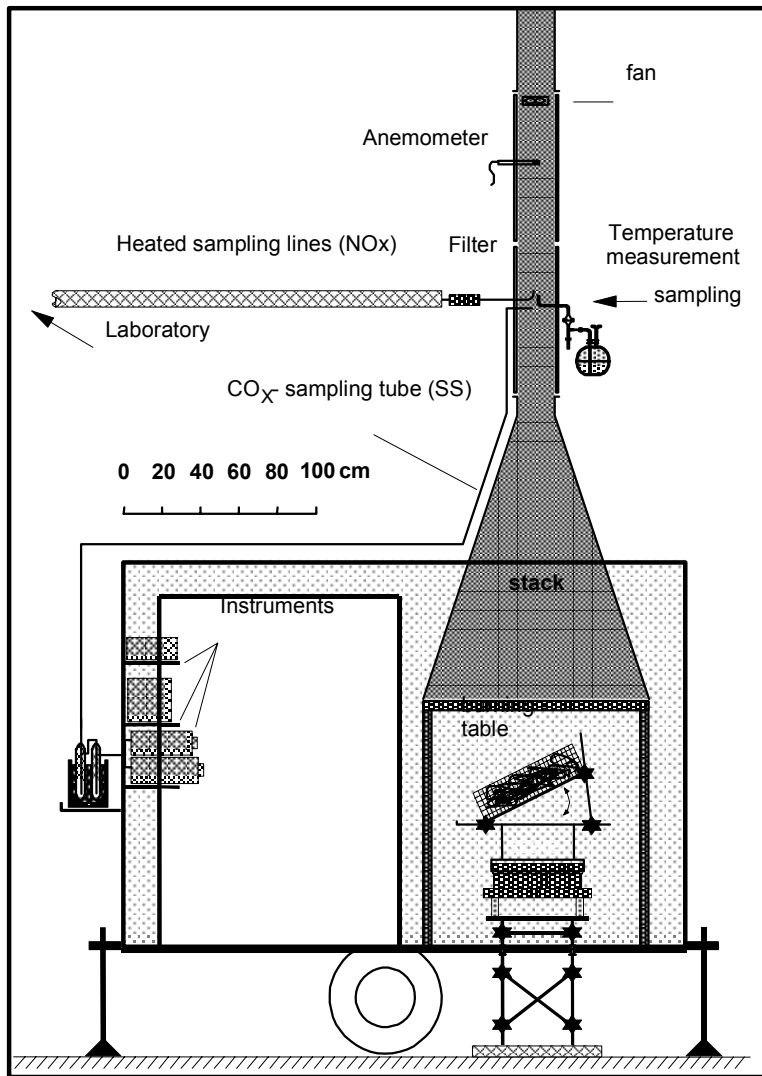 fan
Anemometer
Temperature
measurement
Heated sampling lines (NOx)
Filter
sampling
Laboratory
COX- sampling tube (SS)
0 20 40 60 80 100 cm
stack
Instruments
burning
table